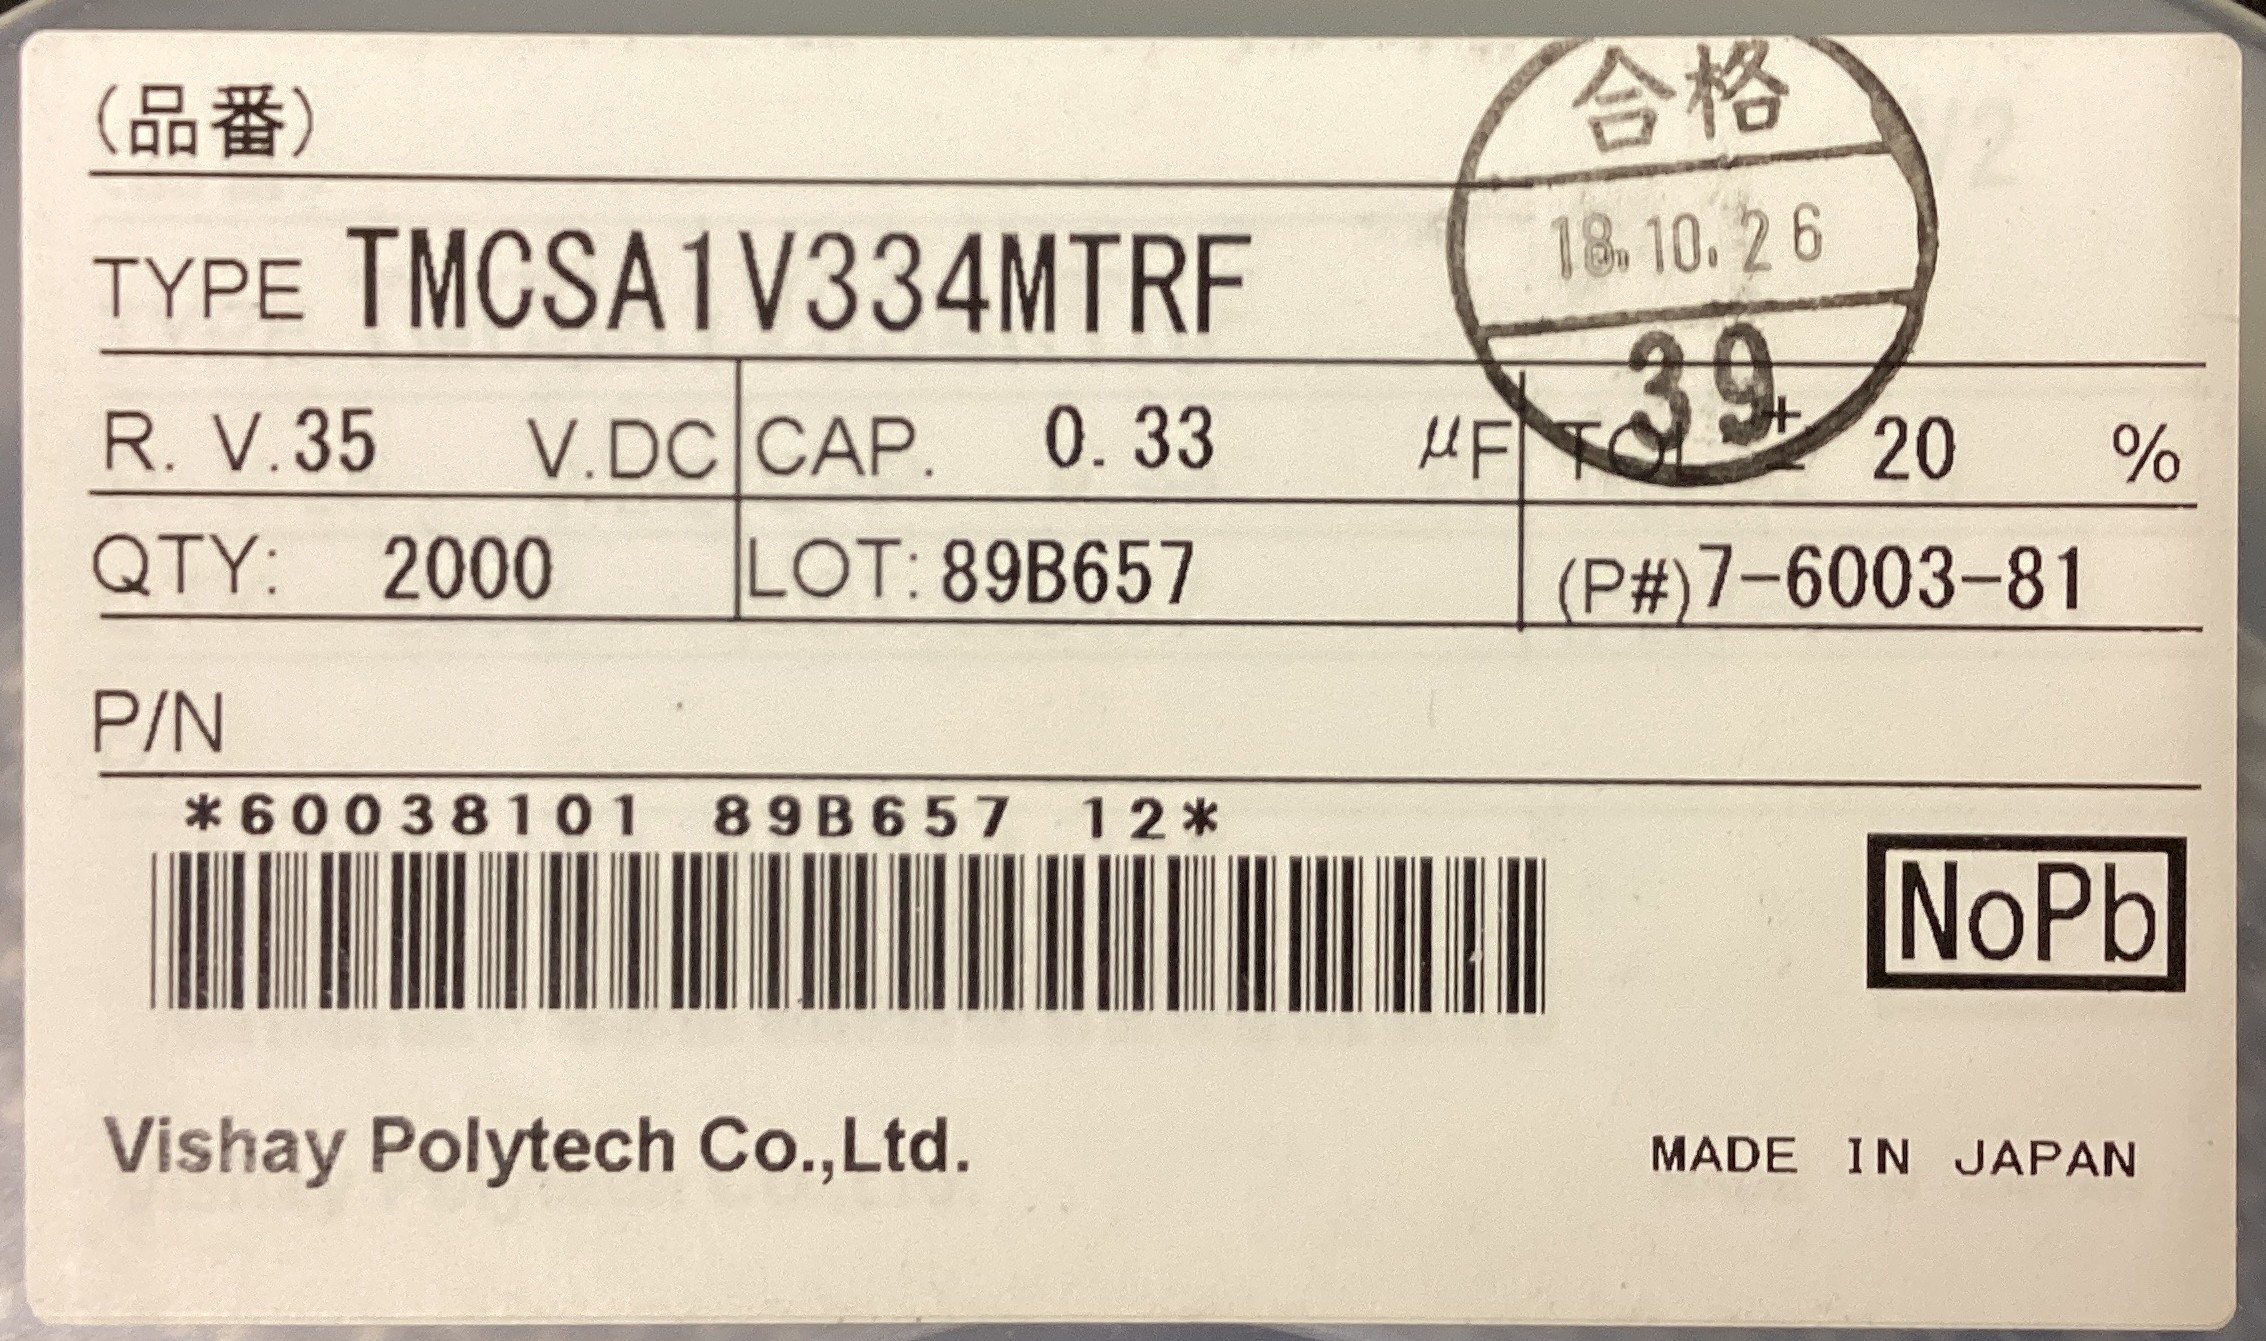 (品番)
合格
18.10.26
39
TYPE TMCSA1V334MTRF
R. V. 35 V.DC CAP. 0.33 μF TOL ± 20 %
QTY: 2000 LOT: 89B657 (P#) 7-6003-81
P/N
*60038101 89B657 12*
NoPb
Vishay Polytech Co.,Ltd.
MADE IN JAPAN